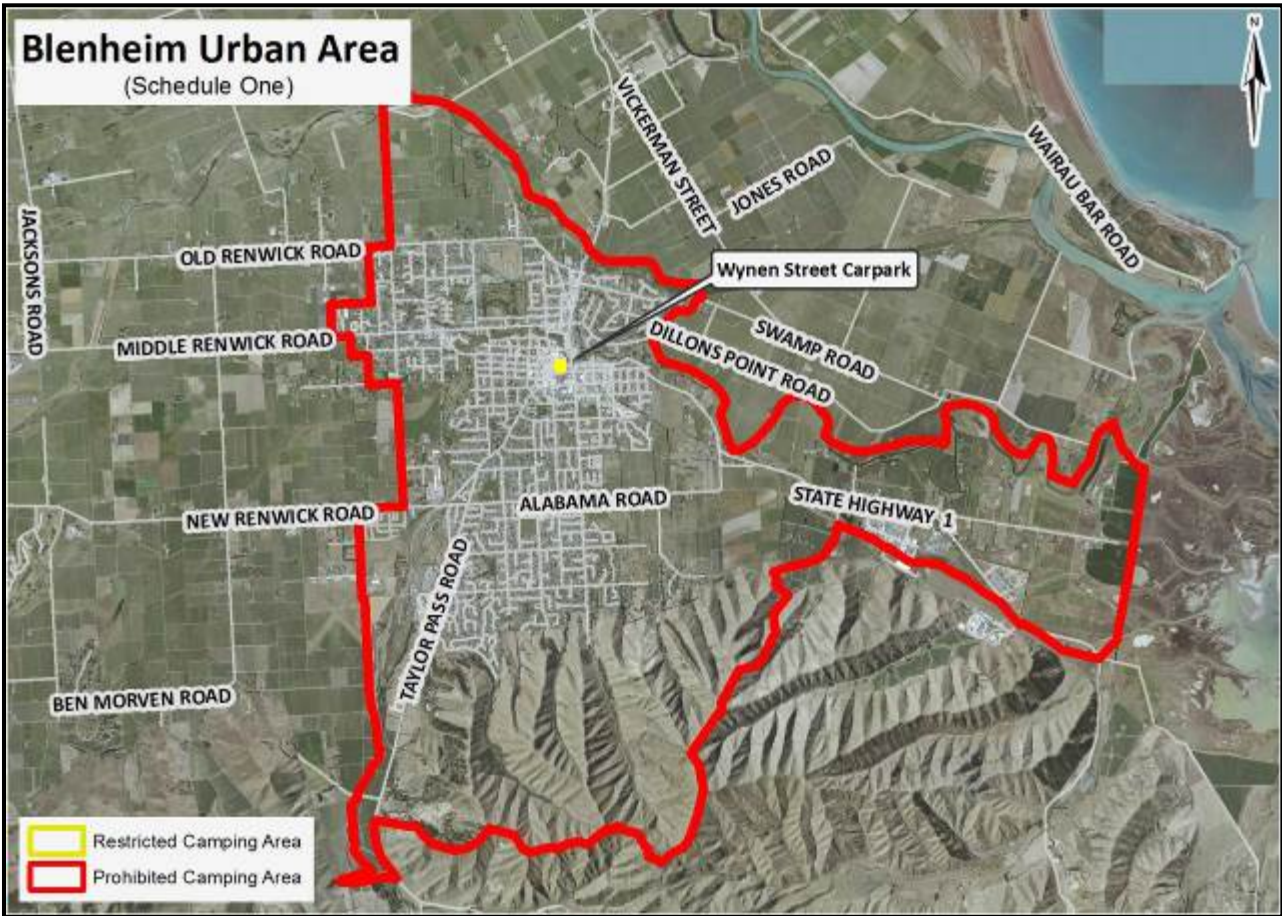 Blenheim Urban Area
(Schedule One)
N
VICKERMAN STREET
JONES ROAD
WAIRAU BAR ROAD
JACKSONS ROAD
OLD RENWICK ROAD
Wynen Street Carpark
MIDDLE RENWICK ROAD
DILLONS POINT ROAD
SWAMP ROAD
NEW RENWICK ROAD
ALABAMA ROAD
STATE HIGHWAY 1
TAYLOR PASS ROAD
BEN MORVEN ROAD
Restricted Camping Area
Prohibited Camping Area